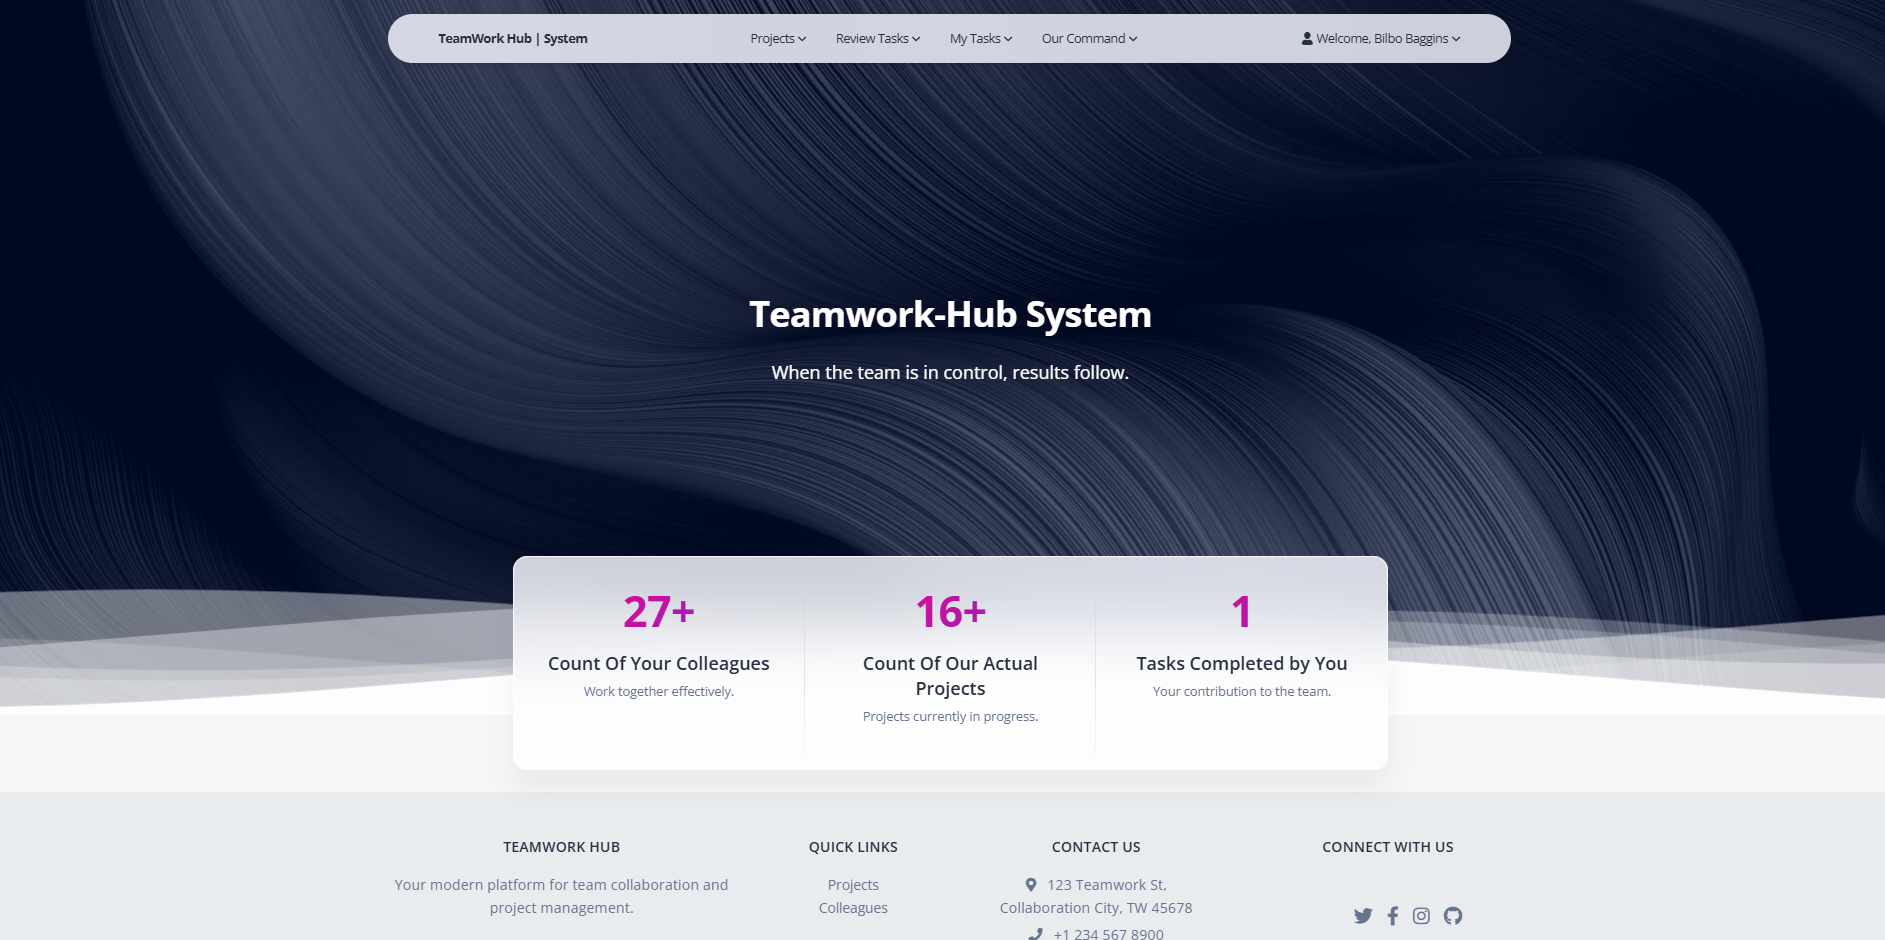 TeamWork Hub | System
Projects
Review Tasks
My Tasks
Our Command
Welcome, Bilbo Baggins
Teamwork-Hub System
When the team is in control, results follow.
27+
Count Of Your Colleagues
Work together effectively.
16+
Count Of Our Actual
Projects
Projects currently in progress.
1
Tasks Completed by You
Your contribution to the team.
TEAMWORK HUB
Your modern platform for team collaboration and
project management.
QUICK LINKS
Projects
Colleagues
CONTACT US
123 Teamwork St,
Collaboration City, TW 45678
+1 234 567 8900
CONNECT WITH US